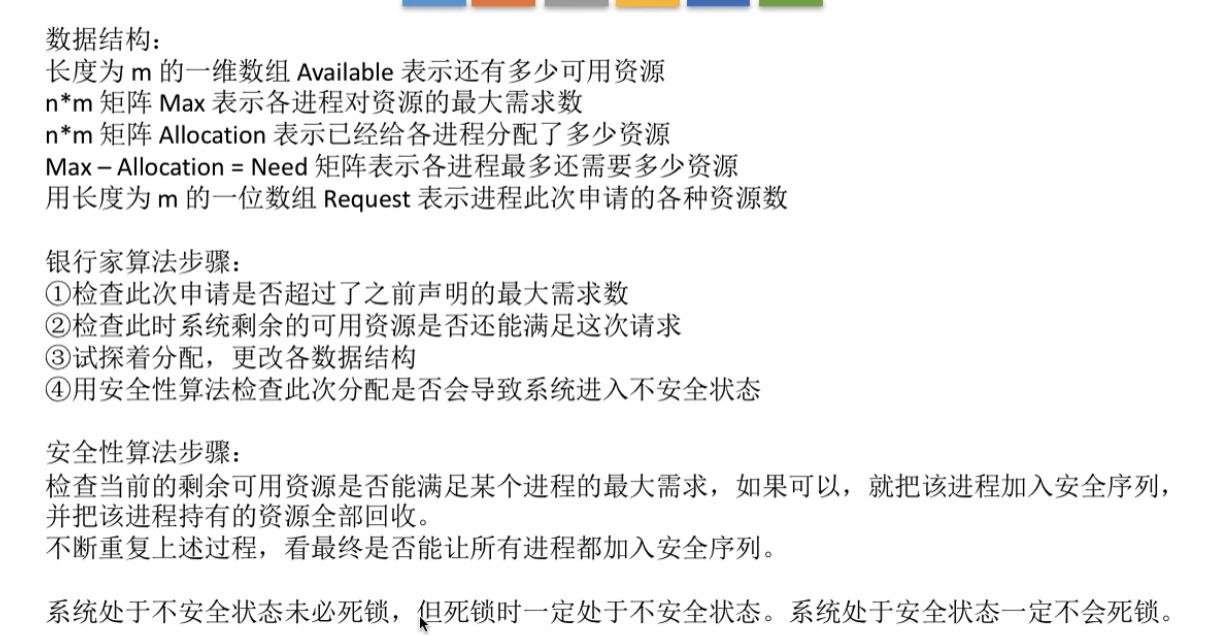 数据结构：
长度为 m 的一维数组 Available 表示还有多少可用资源
n*m 矩阵 Max 表示各进程对资源的最大需求数
n*m 矩阵 Allocation 表示已经给各进程分配了多少资源
Max – Allocation = Need 矩阵表示各进程最多还需要多少资源
用长度为 m 的一位数组 Request 表示进程此次申请的各种资源数
银行家算法步骤：
①检查此次申请是否超过了之前声明的最大需求数
②检查此时系统剩余的可用资源是否还能满足这次请求
③试探着分配，更改各数据结构
④用安全性算法检查此次分配是否会导致系统进入不安全状态
安全性算法步骤：
检查当前的剩余可用资源是否能满足某个进程的最大需求，如果可以，就把该进程加入安全序列，
并把该进程持有的资源全部回收。
不断重复上述过程，看最终是否能让所有进程都加入安全序列。
系统处于不安全状态未必死锁，但死锁时一定处于不安全状态。系统处于安全状态一定不会死锁。